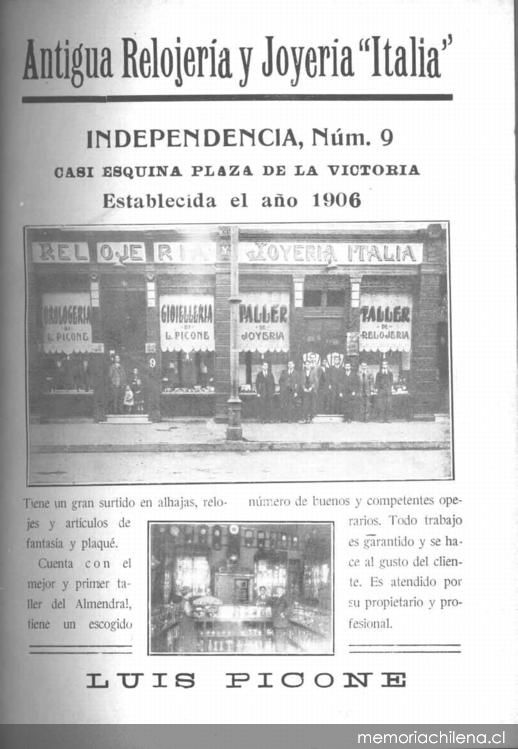 Antigua Relojería y Joyeria "Italia"
INDEPENDENCIA, Núm. 9
CASI ESQUINA PLAZA DE LA VICTORIA
Establecida el año 1906
RELOJERIA Y JOYERIA ITALIA
OROLOGERIA
DI
L. PICONE
GIOIELLERIA
DI
L. PICONE
TALLER
DE
JOYERIA
TALLER
DE
RELOJERIA
9
Tiene un gran surtido en alhajas, relo-
jes y artículos de
fantasía y plaqué.
Cuenta con el
mejor y primer ta-
ller del Almendral,
tiene un escogido
número de buenos y competentes ope-
rarios. Todo trabajo
es garantido y se ha-
ce al gusto del clien-
te. Es atendido por
su propietario y pro-
fesional.
LUIS PICONE
memoriachilena.cl